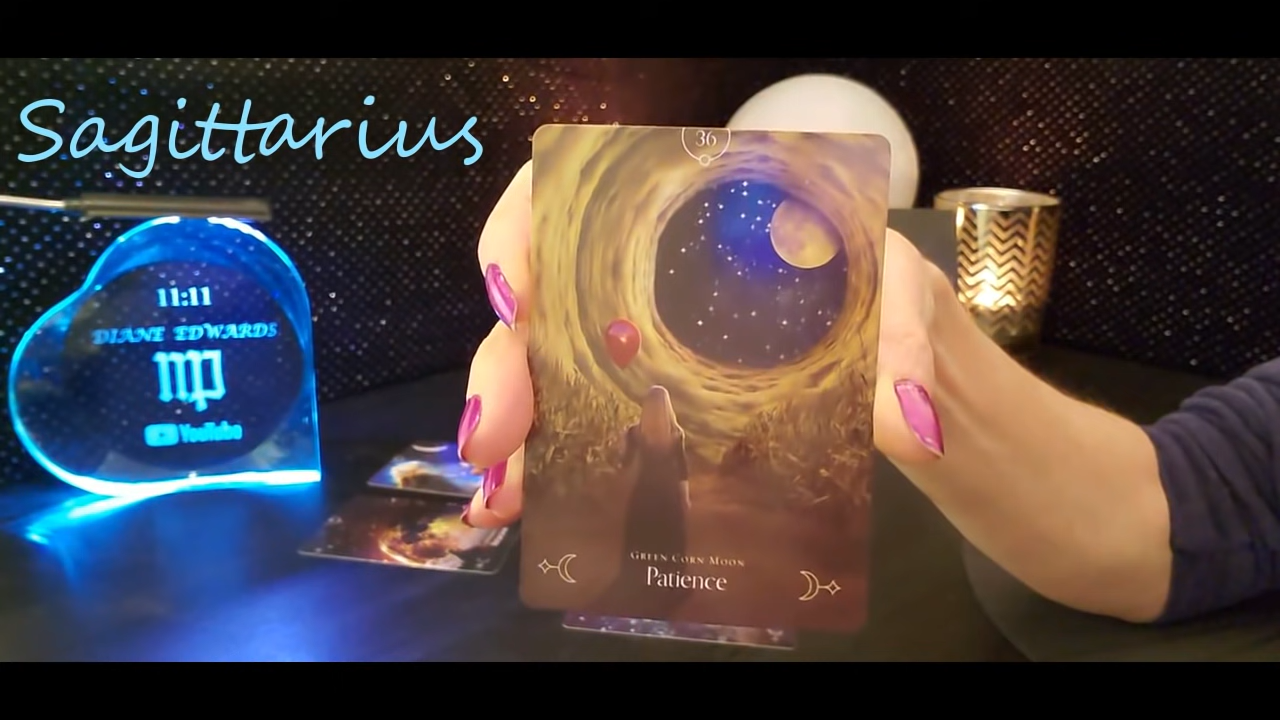 Sagittarius
36
11:11
DIANE EDWARDS
YouTube
Green Corn Moon
Patience